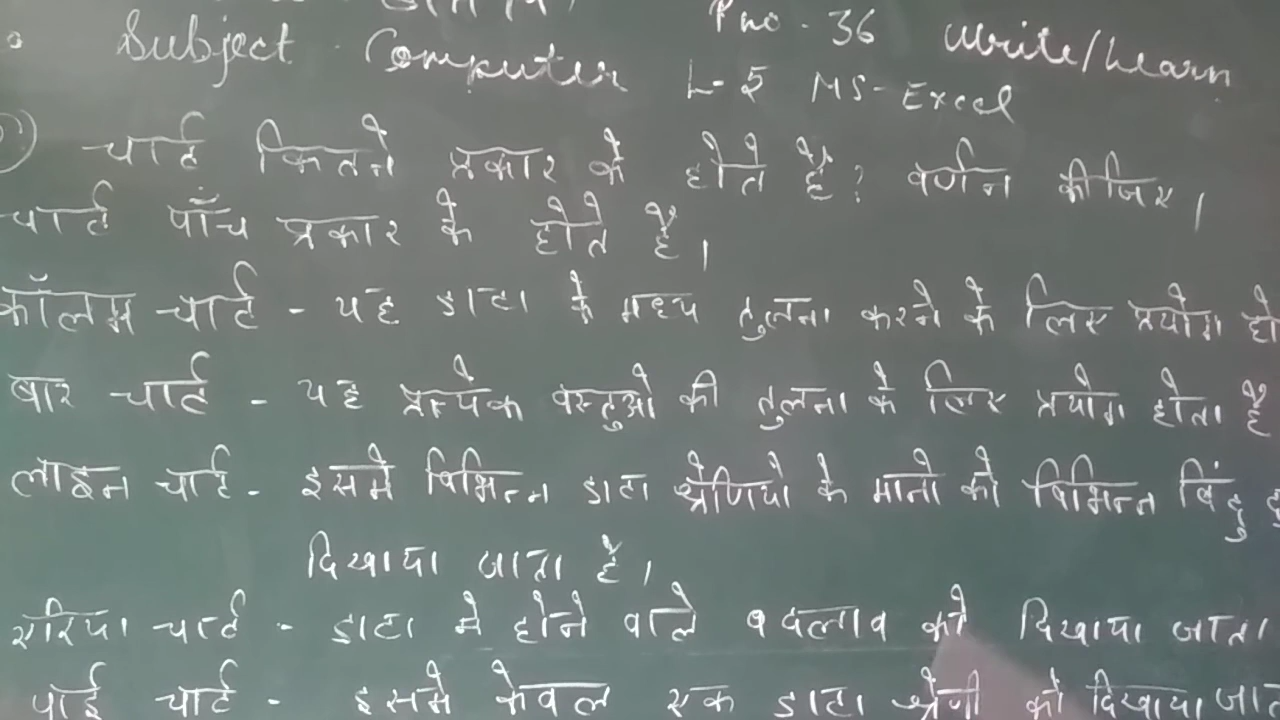 Pno - 36 Write/Learn
Subject - Computer L-5 MS-Excel
चार्ट कितने प्रकार के होते हैं? वर्णन कीजिए।
चार्ट पाँच प्रकार के होते हैं।
कॉलम चार्ट - यह डाटा के मध्य तुलना करने के लिए प्रयोग हो
बार चार्ट - यह प्रत्येक वस्तुओ की तुलना के लिए प्रयोग होता है
लाइन चार्ट - इसमे विभिन्न डाटा श्रेणियो के मानो को विभिन्न बिंदु
दिखाया जाता है।
एरिया चार्ट - डाटा मे होने वाले बदलाव को दिखाया जाता
पाई चार्ट - इसमे केवल एक डाटा श्रेणी को दिखाया जात